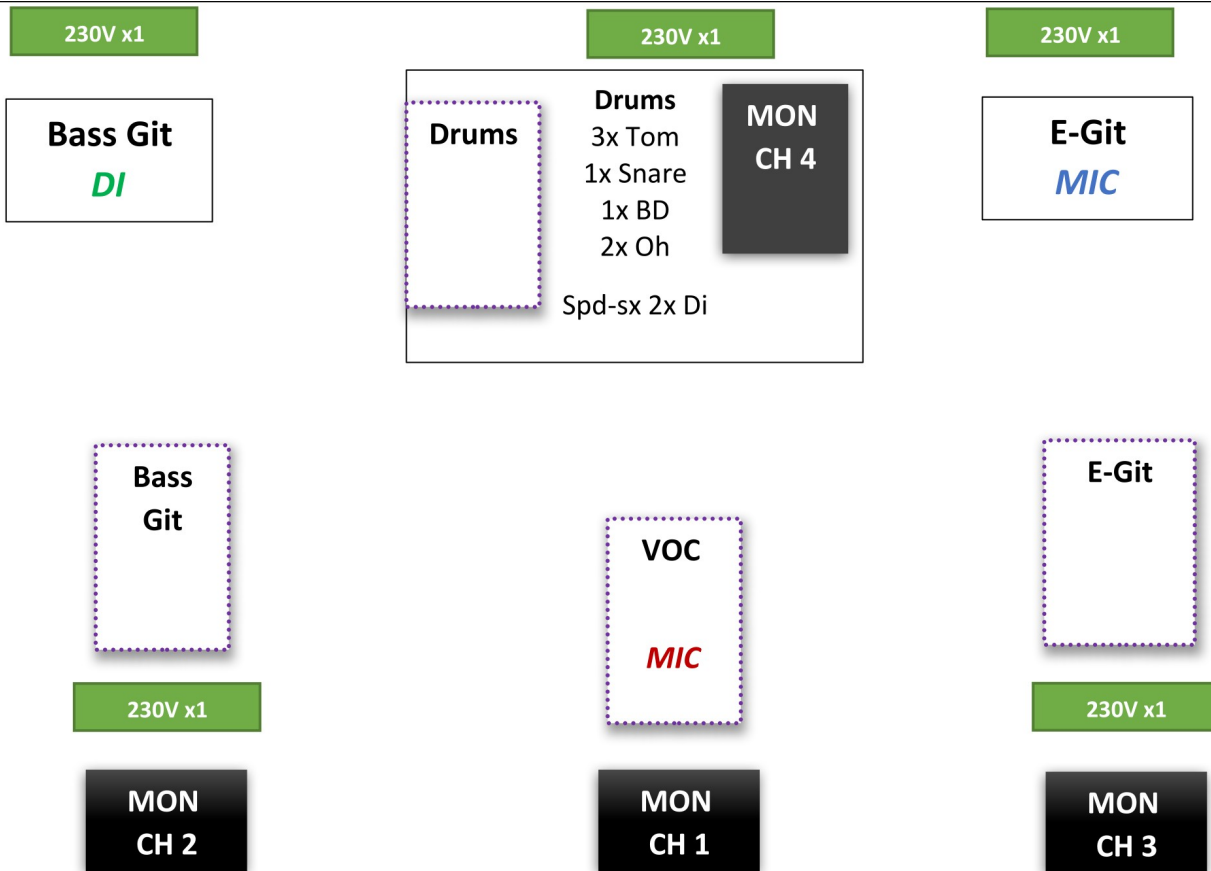 230V x1
230V x1
230V x1
Bass Git
DI
Drums
Drums
3x Tom
1x Snare
1x BD
2x Oh
Spd-sx 2x Di
MON
CH 4
E-Git
MIC
Bass
Git
VOC
MIC
E-Git
230V x1
230V x1
MON
CH 2
MON
CH 1
MON
CH 3